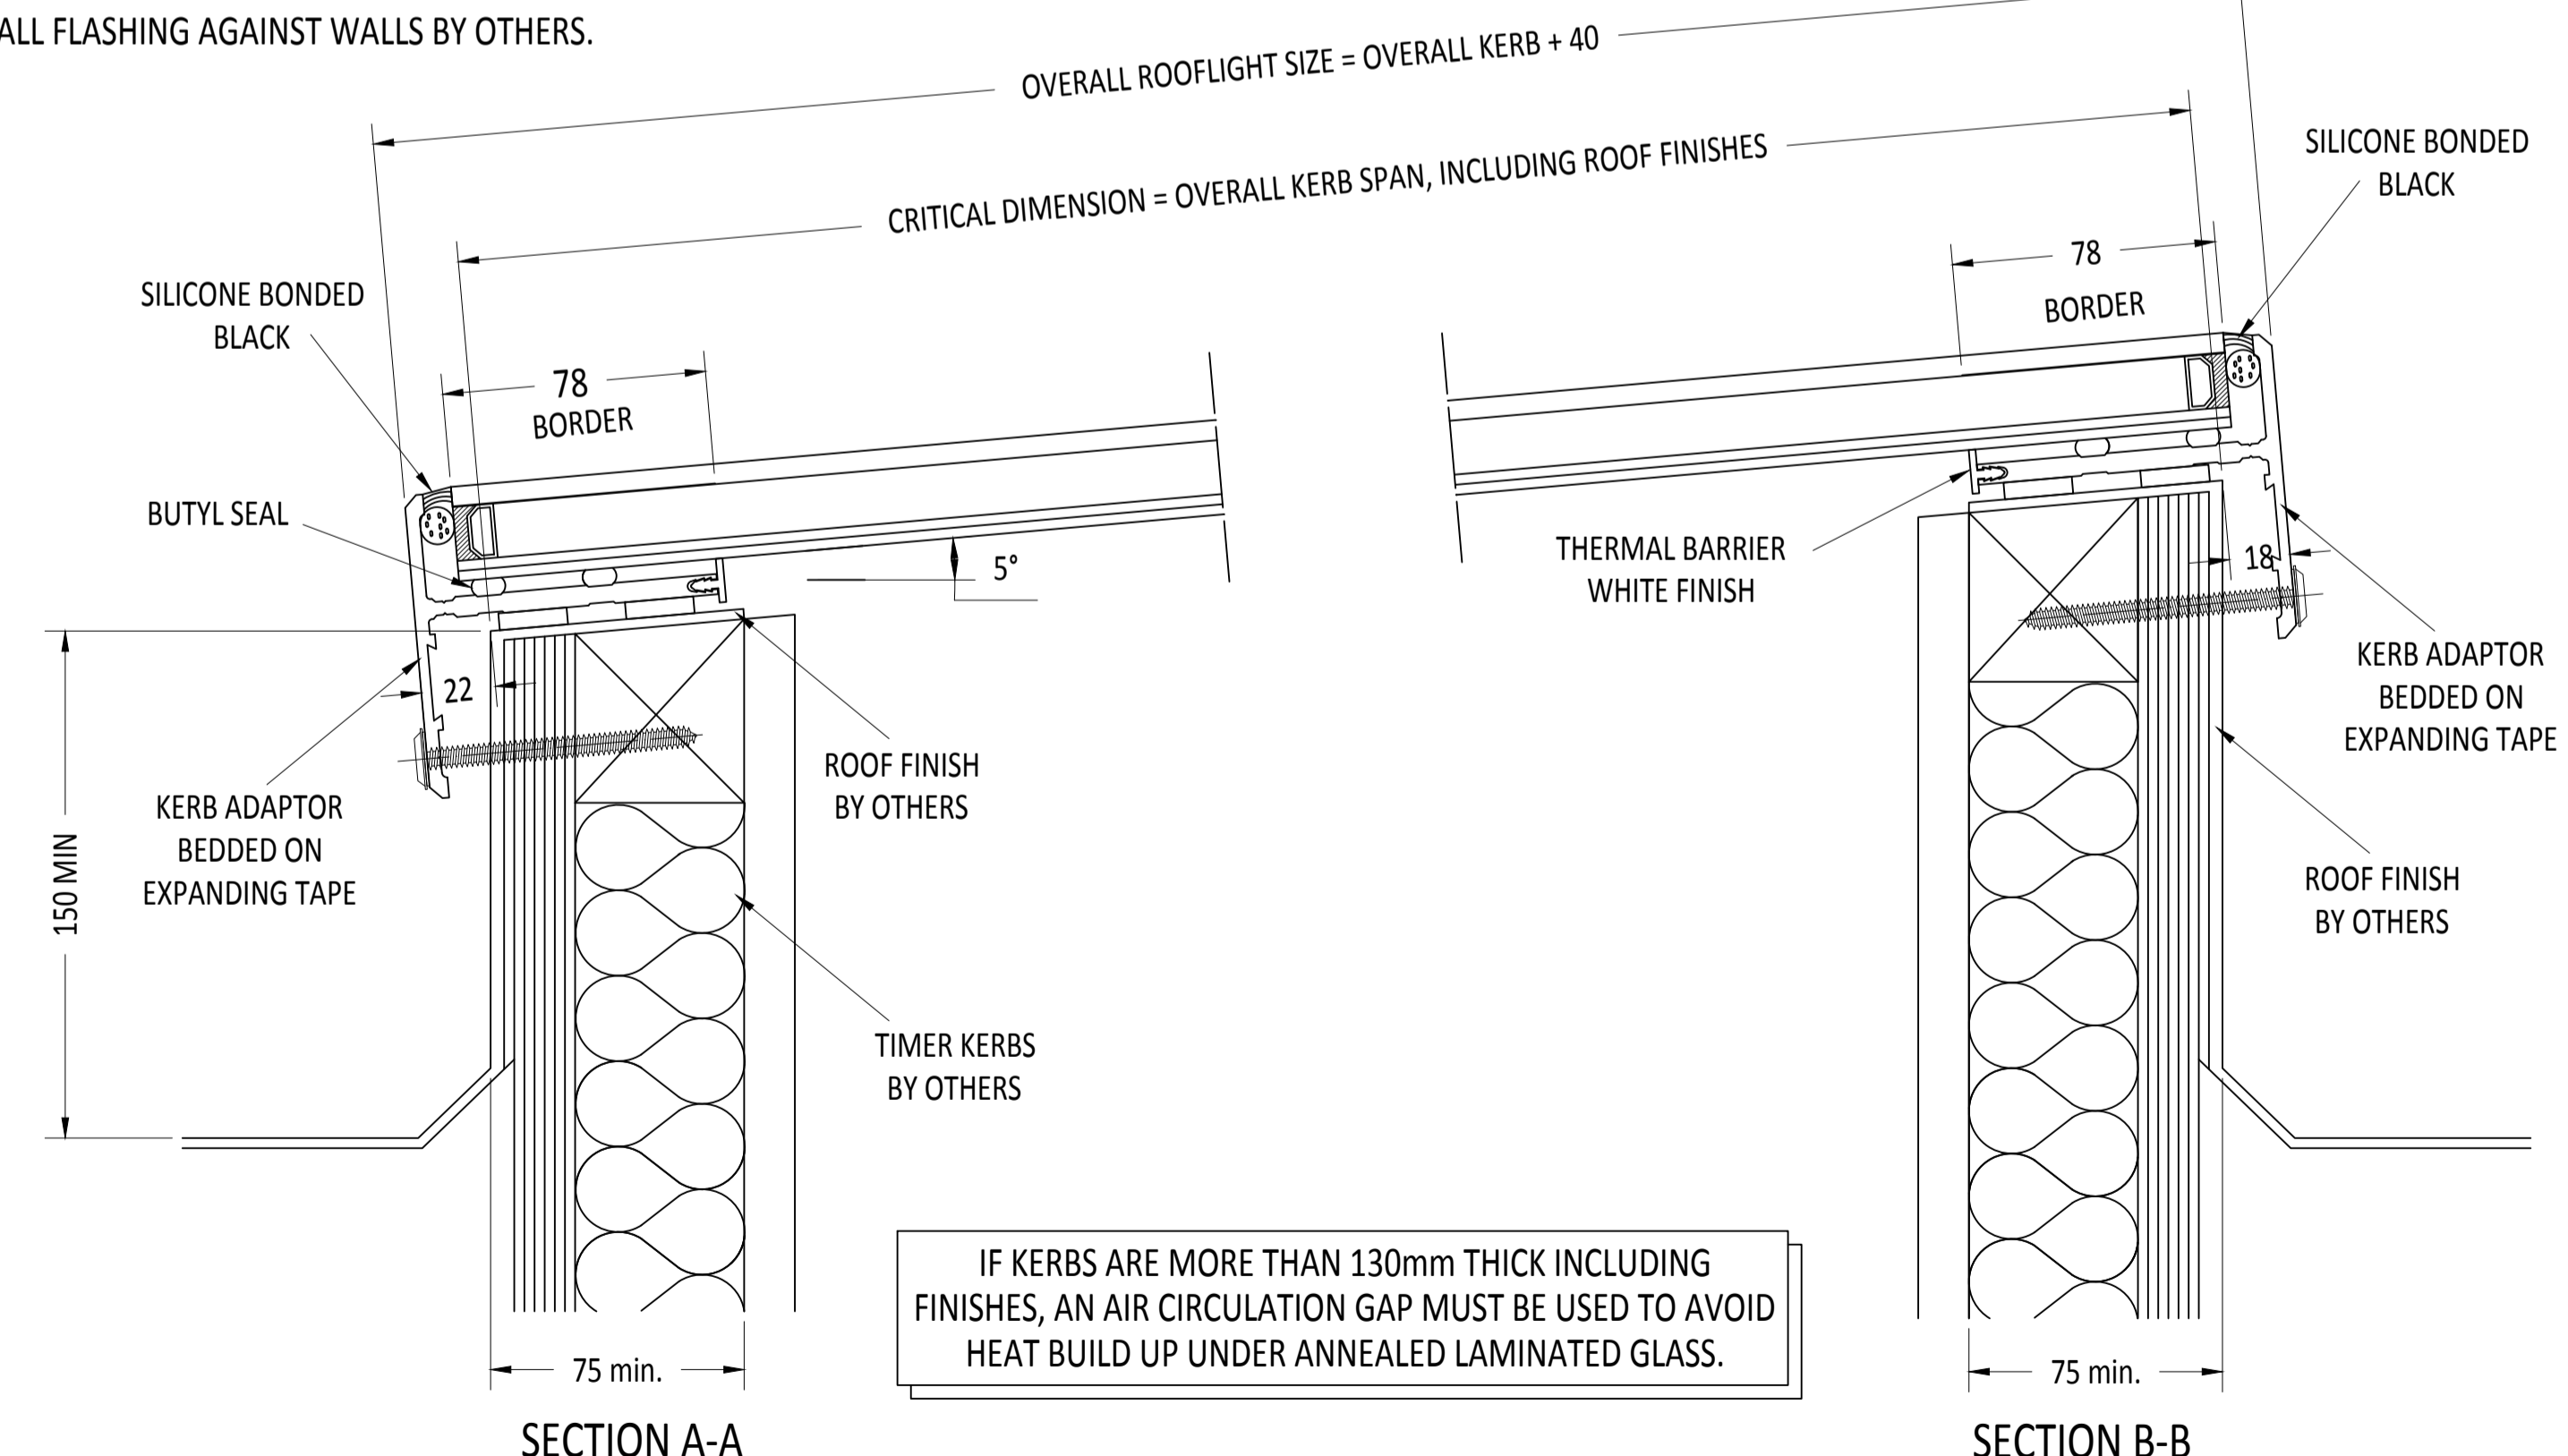 ALL FLASHING AGAINST WALLS BY OTHERS.
OVERALL ROOFLIGHT SIZE = OVERALL KERB + 40
CRITICAL DIMENSION = OVERALL KERB SPAN, INCLUDING ROOF FINISHES
SILICONE BONDED
BLACK
78
BORDER
SILICONE BONDED
BLACK
78
BORDER
BUTYL SEAL
5°
THERMAL BARRIER
WHITE FINISH
18
22
KERB ADAPTOR
BEDDED ON
EXPANDING TAPE
ROOF FINISH
BY OTHERS
KERB ADAPTOR
BEDDED ON
EXPANDING TAPE
150 MIN
ROOF FINISH
BY OTHERS
TIMER KERBS
BY OTHERS
IF KERBS ARE MORE THAN 130mm THICK INCLUDING
FINISHES, AN AIR CIRCULATION GAP MUST BE USED TO AVOID
HEAT BUILD UP UNDER ANNEALED LAMINATED GLASS.
75 min.
75 min.
SECTION A-A
SECTION B-B